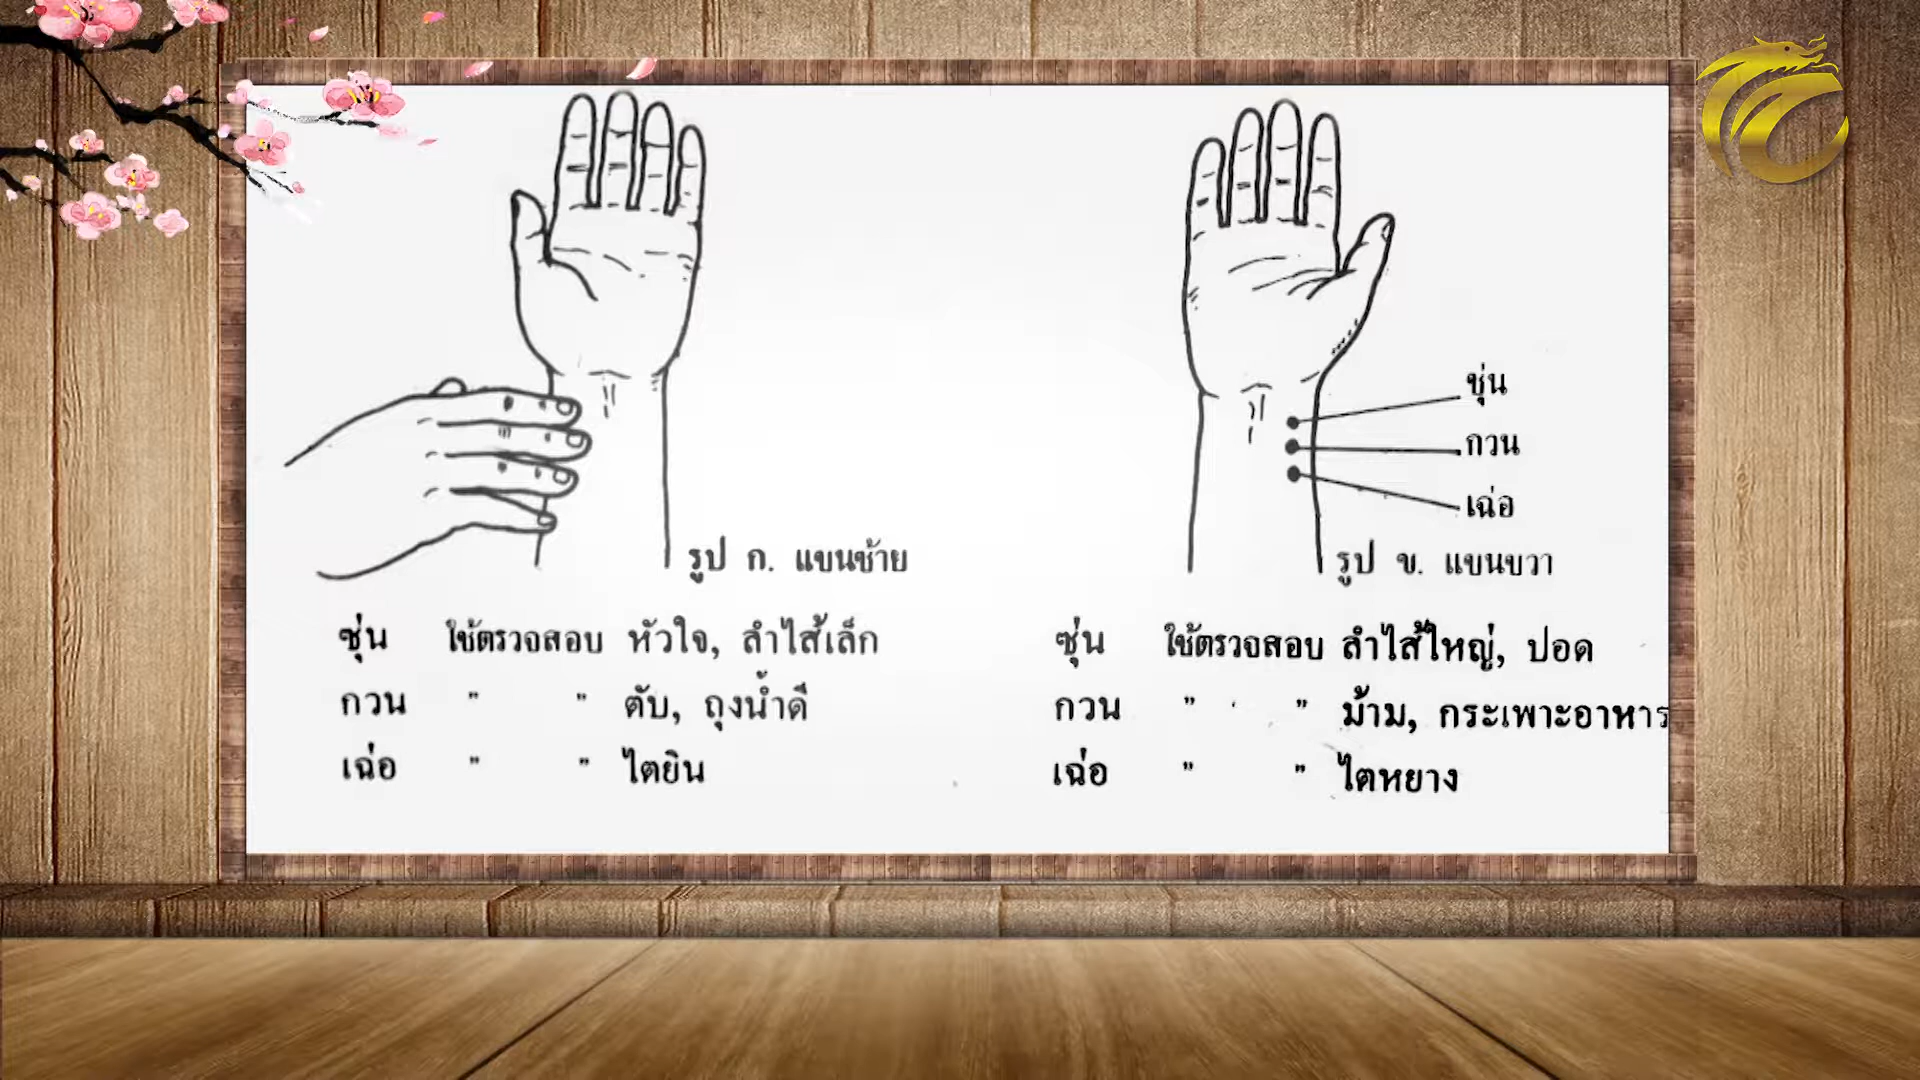 ชุ่น
กวน
เฉ่อ
รูป ก. แขนซ้าย
รูป ข. แขนขวา
ชุ่น ใช้ตรวจสอบ หัวใจ, ลำไส้เล็ก
กวน " " ตับ, ถุงน้ำดี
เฉ่อ " " ไตยิน
ชุ่น ใช้ตรวจสอบ ลำไส้ใหญ่, ปอด
กวน " " ม้าม, กระเพาะอาหาร
เฉ่อ " " ไตหยาง